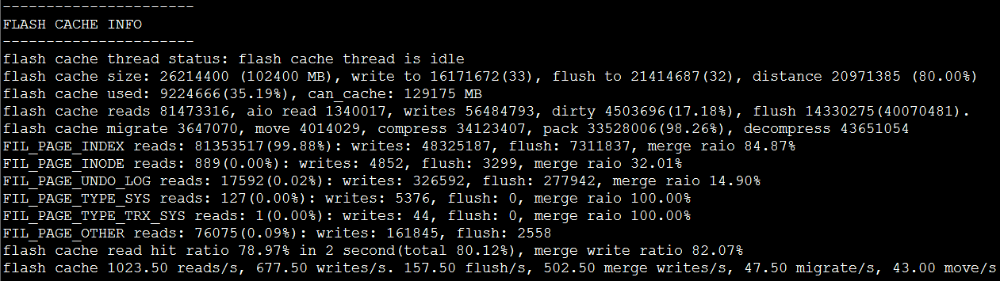 ----------------------
FLASH CACHE INFO
----------------------
flash cache thread status: flash cache thread is idle
flash cache size: 26214400 (102400 MB), write to 16171672(33), flush to 21414687(32), distance 20971385 (80.00%)
flash cache used: 9224666(35.19%), can_cache: 129175 MB
flash cache reads 81473316, aio read 1340017, writes 56484793, dirty 4503696(17.18%), flush 14330275(40070481).
flash cache migrate 3647070, move 4014029, compress 34123407, pack 33528006(98.26%), decompress 43651054
FIL_PAGE_INDEX reads: 81353517(99.88%): writes: 48325187, flush: 7311837, merge raio 84.87%
FIL_PAGE_INODE reads: 889(0.00%): writes: 4852, flush: 3299, merge raio 32.01%
FIL_PAGE_UNDO_LOG reads: 17592(0.02%): writes: 326592, flush: 277942, merge raio 14.90%
FIL_PAGE_TYPE_SYS reads: 127(0.00%): writes: 5376, flush: 0, merge raio 100.00%
FIL_PAGE_TYPE_TRX_SYS reads: 1(0.00%): writes: 44, flush: 0, merge raio 100.00%
FIL_PAGE_OTHER reads: 76075(0.09%): writes: 161845, flush: 2558
flash cache read hit ratio 78.97% in 2 second(total 80.12%), merge write ratio 82.07%
flash cache 1023.50 reads/s, 677.50 writes/s. 157.50 flush/s, 502.50 merge writes/s, 47.50 migrate/s, 43.00 move/s